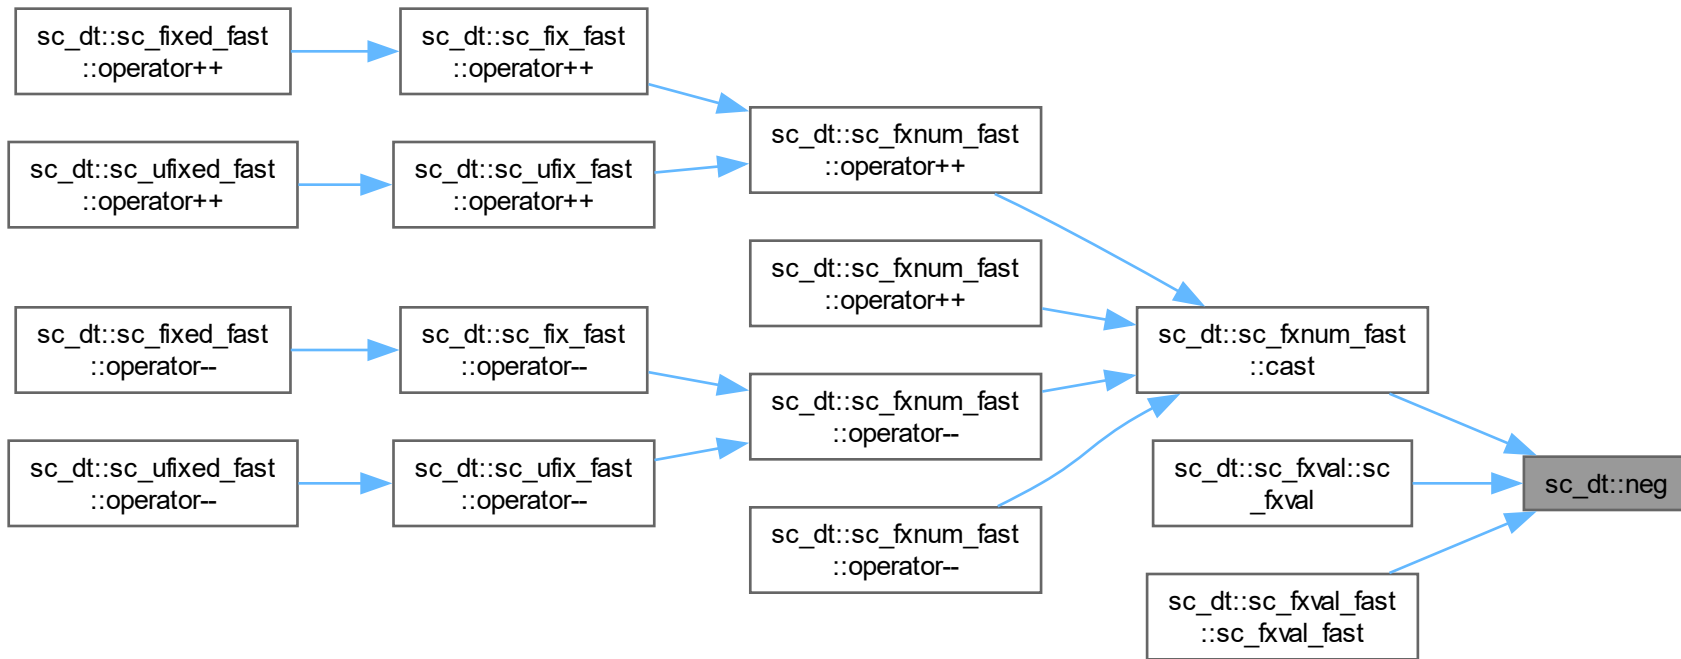 sc_dt::sc_fixed_fast
::operator++
sc_dt::sc_fix_fast
::operator++
sc_dt::sc_fxnum_fast
::operator++
sc_dt::sc_ufixed_fast
::operator++
sc_dt::sc_ufix_fast
::operator++
sc_dt::sc_fxnum_fast
::operator++
sc_dt::sc_fixed_fast
::operator--
sc_dt::sc_fix_fast
::operator--
sc_dt::sc_fxnum_fast
::cast
sc_dt::sc_fxnum_fast
::operator--
sc_dt::sc_ufixed_fast
::operator--
sc_dt::sc_ufix_fast
::operator--
sc_dt::sc_fxval::sc
_fxval
sc_dt::neg
sc_dt::sc_fxnum_fast
::operator--
sc_dt::sc_fxval_fast
::sc_fxval_fast